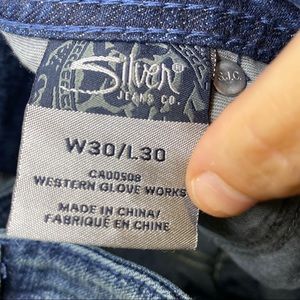 Silver
JEANS CO.
S.J.C.
W30/L30
CA00508
WESTERN GLOVE WORKS
MADE IN CHINA/
FABRIQUÉ EN CHINE